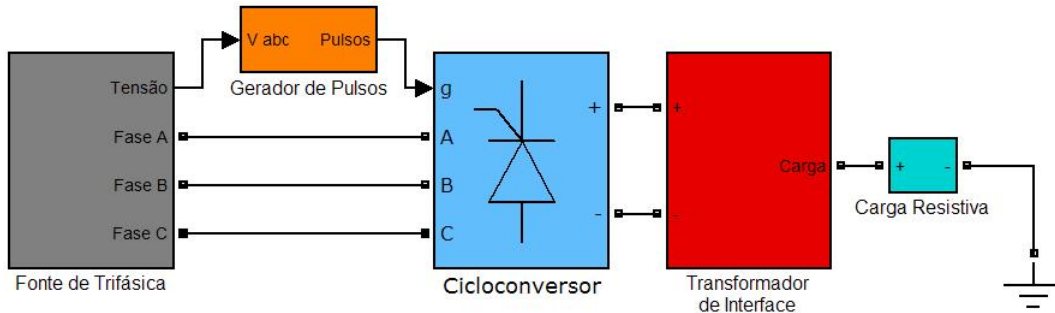 V abc
Pulsos
Gerador de Pulsos
Tensão
Fase A
Fase B
Fase C
Fonte de Trifásica
g
A
B
C
+
-
Cicloconversor
+
-
Carga
Transformador
de Interface
+ -
Carga Resistiva